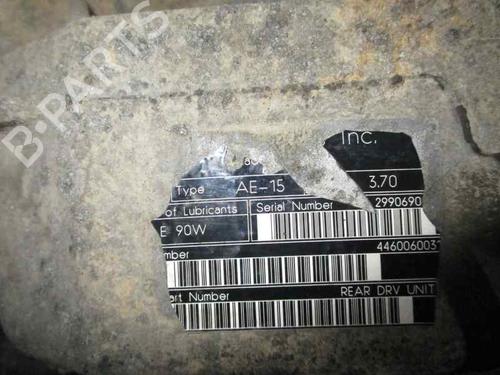 B-PARTS
Inc.
Type AE-15 3.70
of Lubricants Serial Number 2990690
E 90W
mber 446006003
art Number REAR DRV UNIT